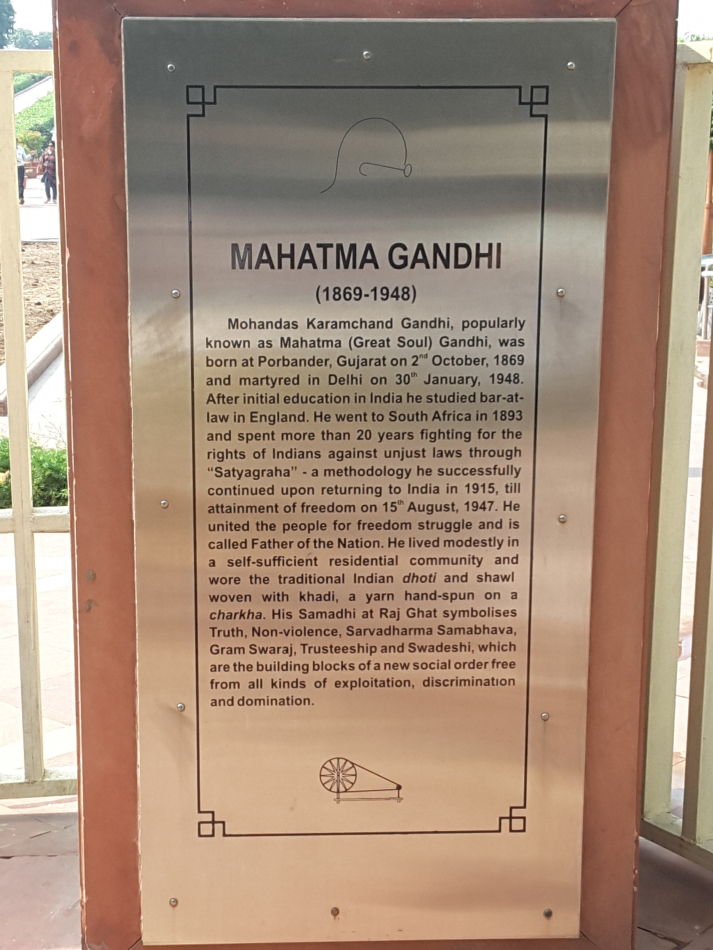 MAHATMA GANDHI
(1869-1948)
Mohandas Karamchand Gandhi, popularly
known as Mahatma (Great Soul) Gandhi, was
born at Porbander, Gujarat on 2nd October, 1869
and martyred in Delhi on 30th January, 1948.
After initial education in India he studied bar-at-
law in England. He went to South Africa in 1893
and spent more than 20 years fighting for the
rights of Indians against unjust laws through
“Satyagraha” - a methodology he successfully
continued upon returning to India in 1915, till
attainment of freedom on 15th August, 1947. He
united the people for freedom struggle and is
called Father of the Nation. He lived modestly in
a self-sufficient residential community and
wore the traditional Indian dhoti and shawl
woven with khadi, a yarn hand-spun on a
charkha. His Samadhi at Raj Ghat symbolises
Truth, Non-violence, Sarvadharma Samabhava,
Gram Swaraj, Trusteeship and Swadeshi, which
are the building blocks of a new social order free
from all kinds of exploitation, discrimination
and domination.